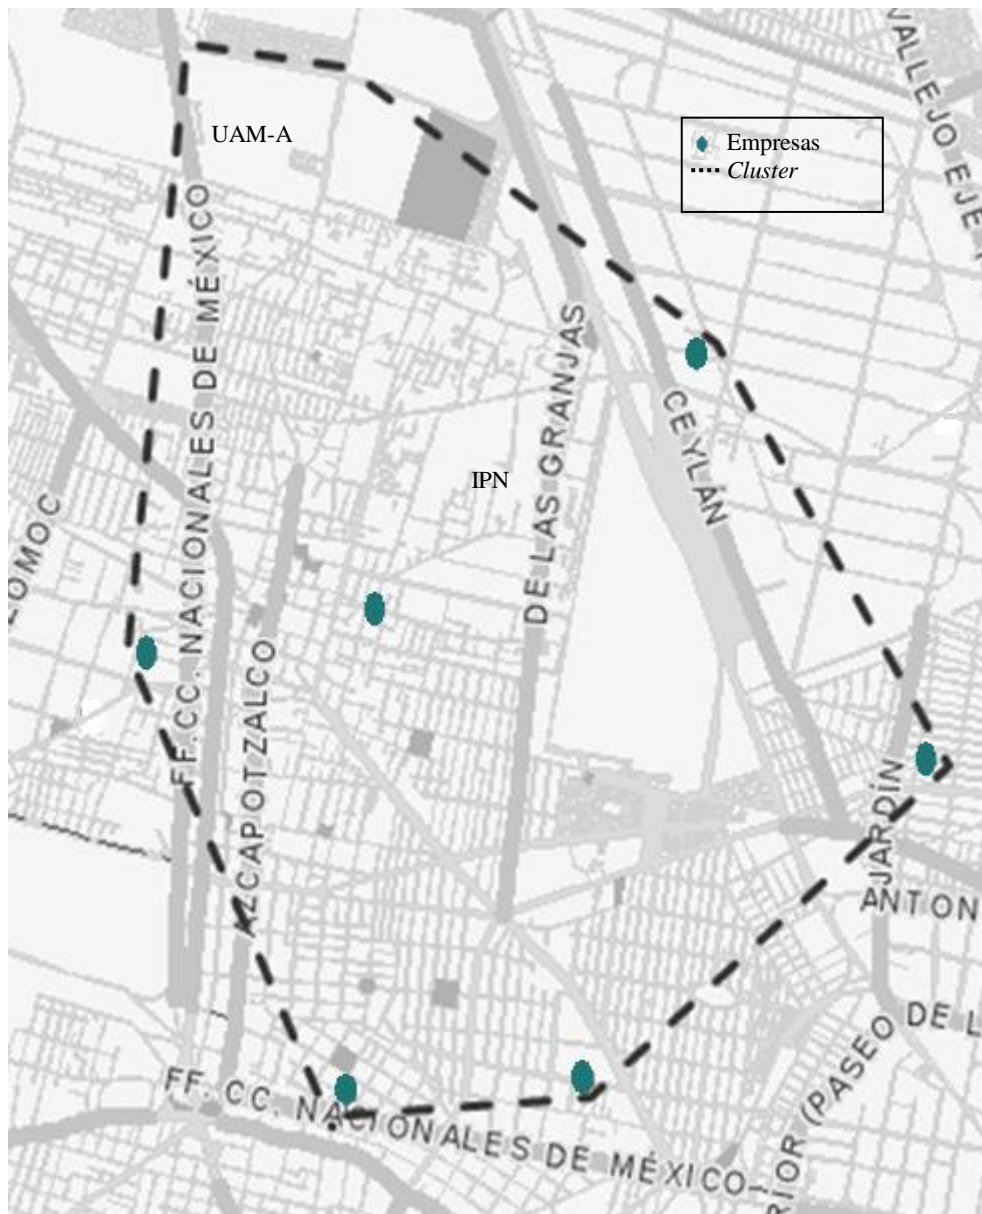 VALLEJO EJE 1
UAM-A
Empresas
Cluster
FF.CC. NACIONALES DE MÉXICO
DE LAS GRANJAS
CEYLÁN
IPN
AZCAPOTZALCO
JARDÍN
ANTON
DE L
RIOR (PASEO
FF. CC. NACIONALES DE MÉXICO-